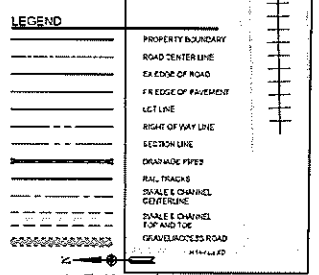 LEGEND
PROPERTY BOUNDARY
ROAD CENTER LINE
EX EDGE OF ROAD
FR EDGE OF PAVEMENT
LOT LINE
RIGHT OF WAY LINE
SECTION LINE
DRAINAGE PIPES
RAIL TRACKS
SWALE & CHANNEL
CENTERLINE
SWALE & CHANNEL
TOP AND TOE
GRAVEL/ACCESS ROAD